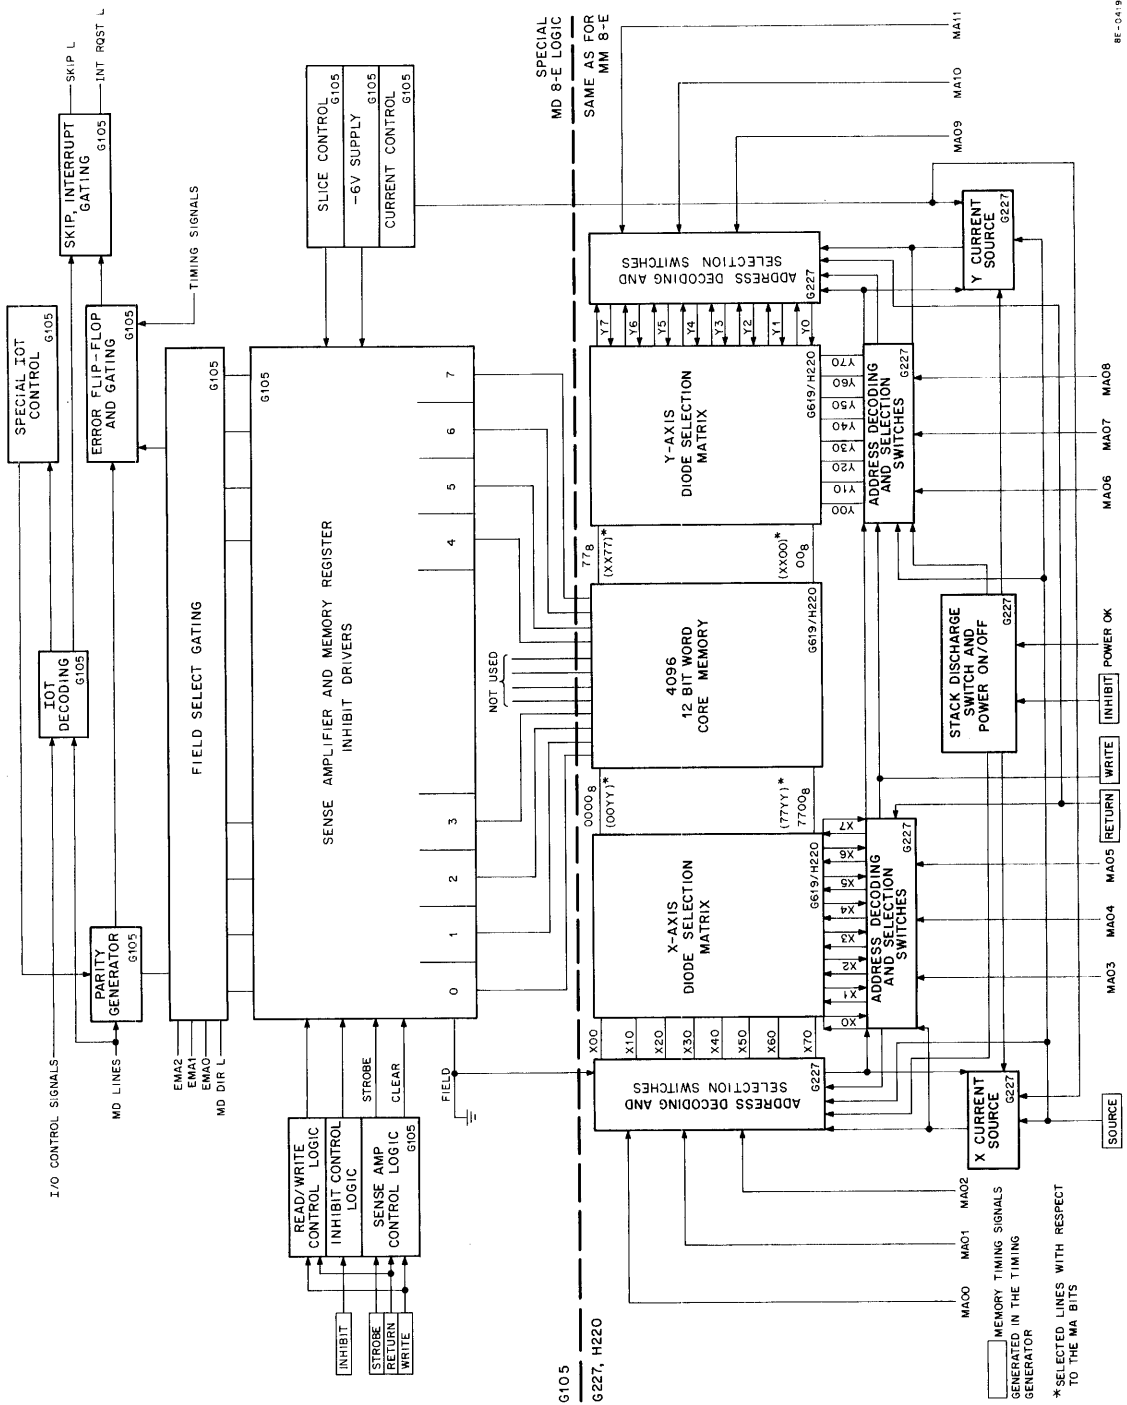 I/O CONTROL SIGNALS
MD LINES
EMA2
EMA1
EMA0
MD DIR L
PARITY
GENERATOR
G105
IOT
DECODING
G105
SPECIAL IOT
CONTROL
G105
ERROR FLIP-FLOP
AND GATING
G105
SKIP, INTERRUPT
GATING
G105
SKIP L
INT RQST L
TIMING SIGNALS
FIELD SELECT GATING
G105
SENSE AMPLIFIER AND MEMORY REGISTER
INHIBIT DRIVERS
G105
0
1
2
3
4
5
6
7
INHIBIT
STROBE
RETURN
WRITE
READ/WRITE
CONTROL LOGIC
INHIBIT CONTROL
LOGIC
SENSE AMP
CONTROL LOGIC
G105
STROBE
CLEAR
FIELD
SLICE CONTROL
G105
-6V SUPPLY
G105
CURRENT CONTROL
G105
NOT USED
G105
G227, H220
SPECIAL
MD 8-E LOGIC
SAME AS FOR
MM 8-E
ADDRESS DECODING AND
SELECTION SWITCHES
G227
X00
X10
X20
X30
X40
X50
X60
X70
X-AXIS
DIODE SELECTION
MATRIX
G619/H220
0000₈
(00YY)*
(77YY)*
7700₈
4096
12 BIT WORD
CORE MEMORY
G619/H220
77₈
(XX77)*
(XX00)*
00₈
Y-AXIS
DIODE SELECTION
MATRIX
G619/H220
Y7
Y6
Y5
Y4
Y3
Y2
Y1
Y0
ADDRESS DECODING AND
SELECTION SWITCHES
G227
X0
X1
X2
X3
X4
X5
X6
X7
ADDRESS DECODING
AND SELECTION
SWITCHES
G227
Y00
Y10
Y20
Y30
Y40
Y50
Y60
Y70
ADDRESS DECODING
AND SELECTION
SWITCHES
G227
X CURRENT
SOURCE
G227
STACK DISCHARGE
SWITCH AND
POWER ON/OFF
G227
Y CURRENT
SOURCE
G227
MA00
MA01
MA02
SOURCE
MA03
MA04
MA05
RETURN
WRITE
INHIBIT
POWER OK
MA06
MA07
MA08
MA09
MA10
MA11
MEMORY TIMING SIGNALS
GENERATED IN THE TIMING
GENERATOR
*SELECTED LINES WITH RESPECT
TO THE MA BITS
8E-0419